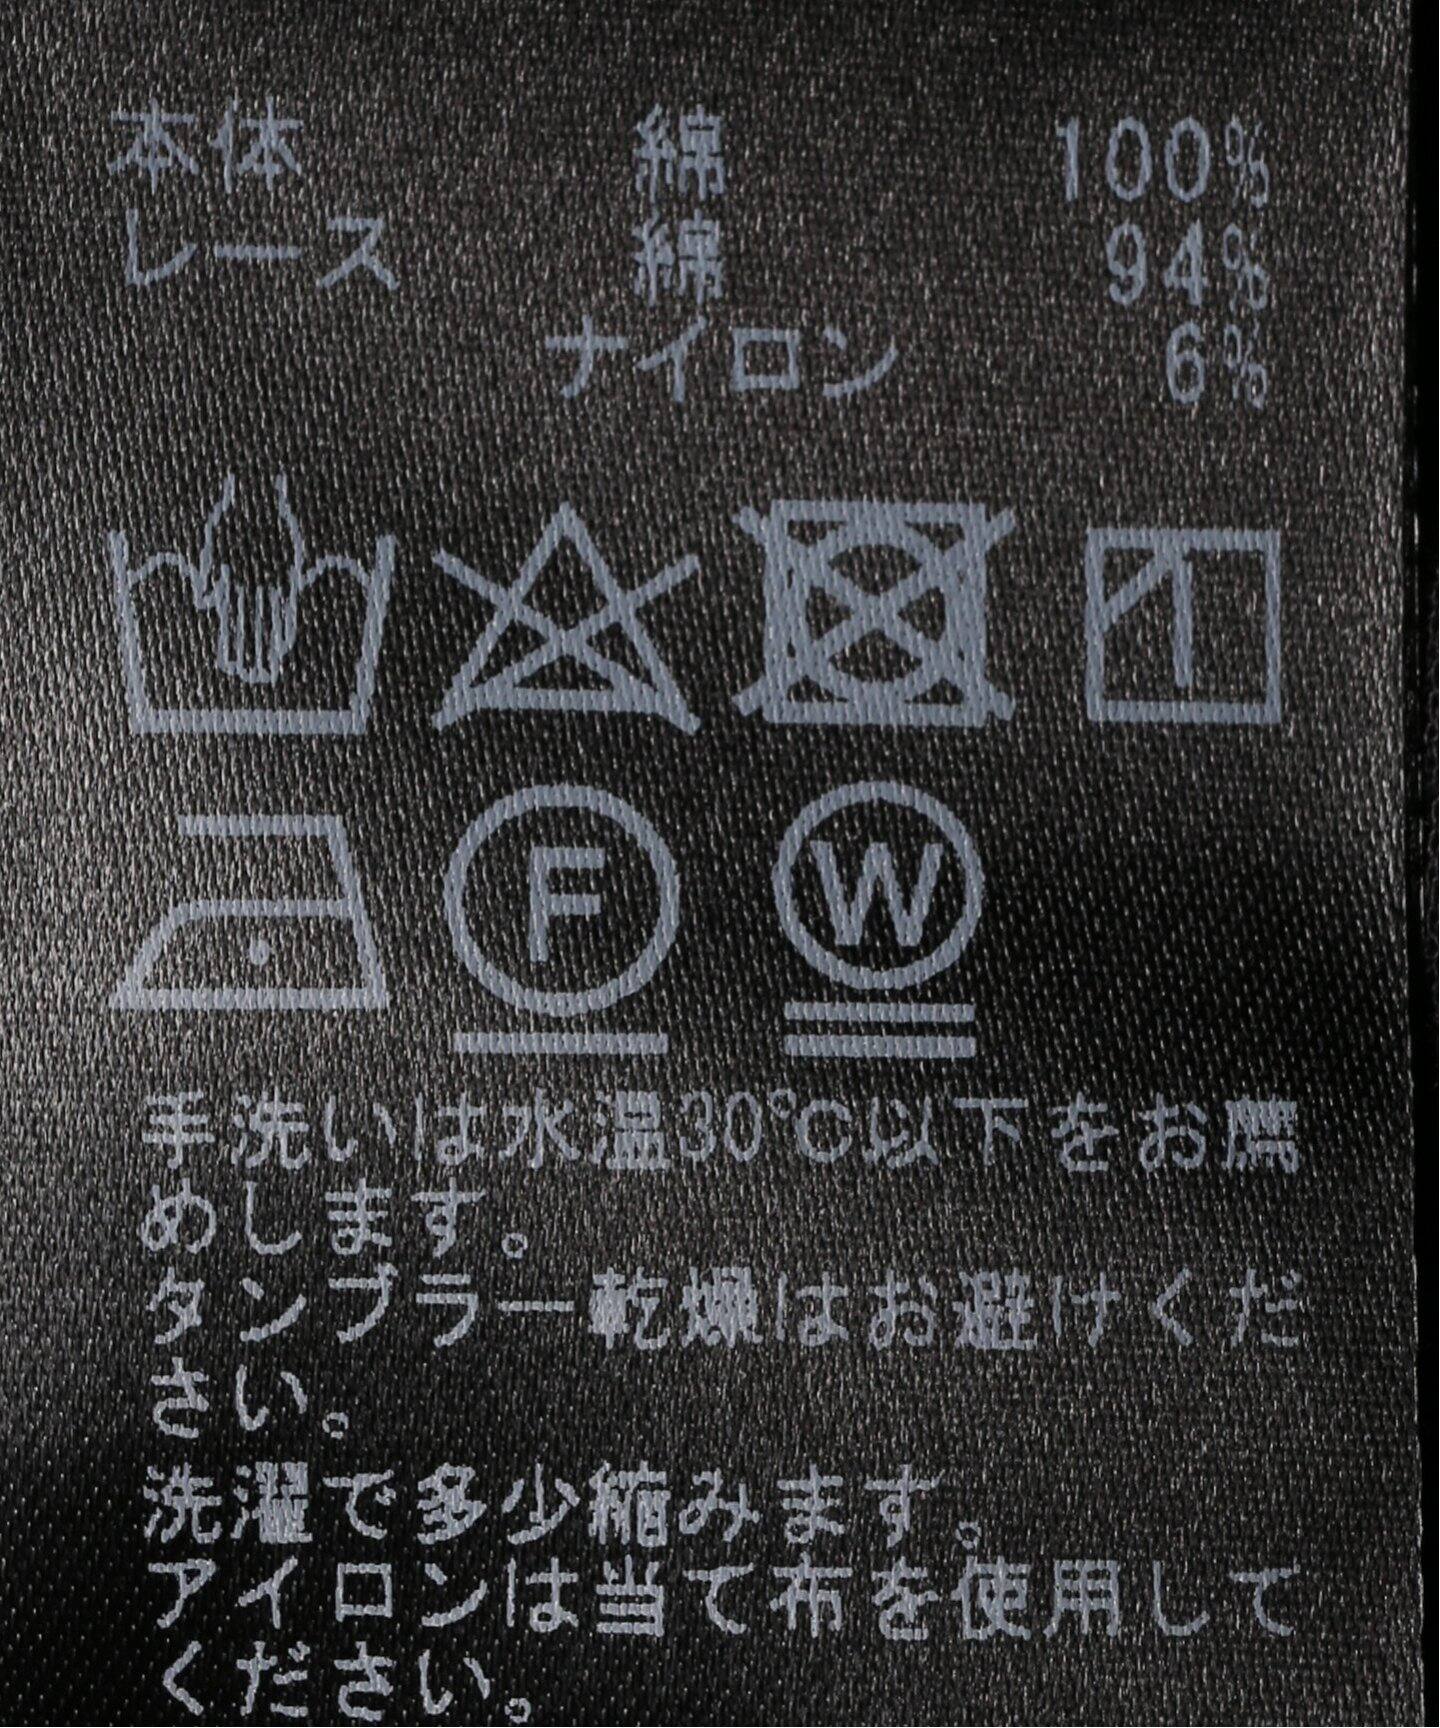 本体 綿 100%
レース 綿 94%
ナイロン 6%
F W
手洗いは水温30℃以下をお薦
めします。
タンブラー乾燥はお避けくだ
さい。
洗濯で多少縮みます。
アイロンは当て布を使用して
ください。